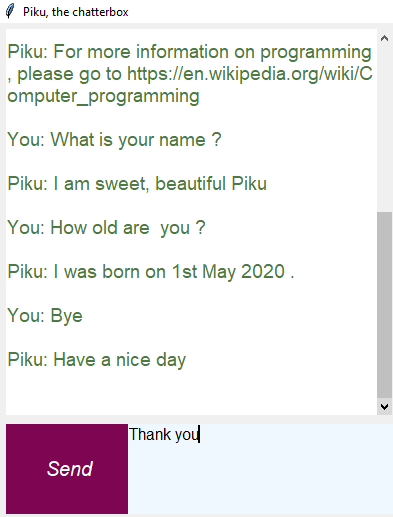 Piku, the chatterbox
Piku: For more information on programming
, please go to https://en.wikipedia.org/wiki/C
omputer_programming
You: What is your name ?
Piku: I am sweet, beautiful Piku
You: How old are  you ?
Piku: I was born on 1st May 2020 .
You: Bye
Piku: Have a nice day
Thank you
Send